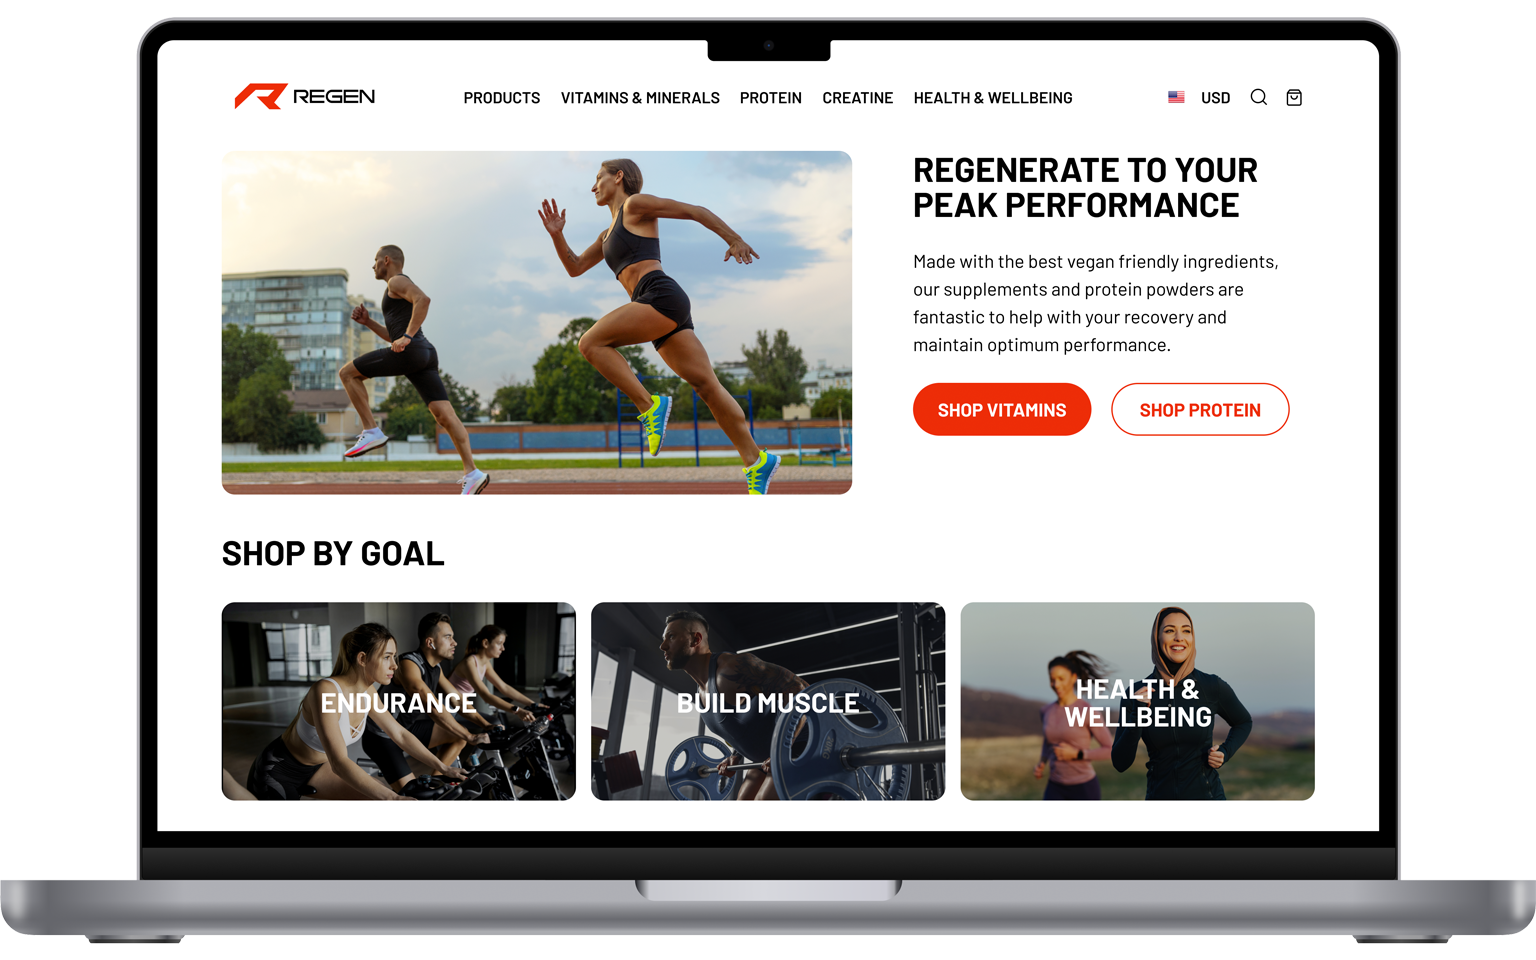 REGEN
PRODUCTS
VITAMINS & MINERALS
PROTEIN
CREATINE
HEALTH & WELLBEING
USD
REGENERATE TO YOUR
PEAK PERFORMANCE
Made with the best vegan friendly ingredients,
our supplements and protein powders are
fantastic to help with your recovery and
maintain optimum performance.
SHOP VITAMINS
SHOP PROTEIN
SHOP BY GOAL
ENDURANCE
BUILD MUSCLE
HEALTH &
WELLBEING